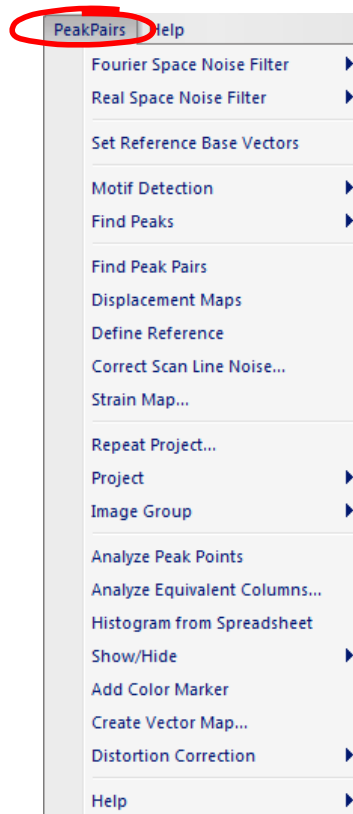 PeakPairs Help
Fourier Space Noise Filter
Real Space Noise Filter
Set Reference Base Vectors
Motif Detection
Find Peaks
Find Peak Pairs
Displacement Maps
Define Reference
Correct Scan Line Noise...
Strain Map...
Repeat Project...
Project
Image Group
Analyze Peak Points
Analyze Equivalent Columns...
Histogram from Spreadsheet
Show/Hide
Add Color Marker
Create Vector Map...
Distortion Correction
Help